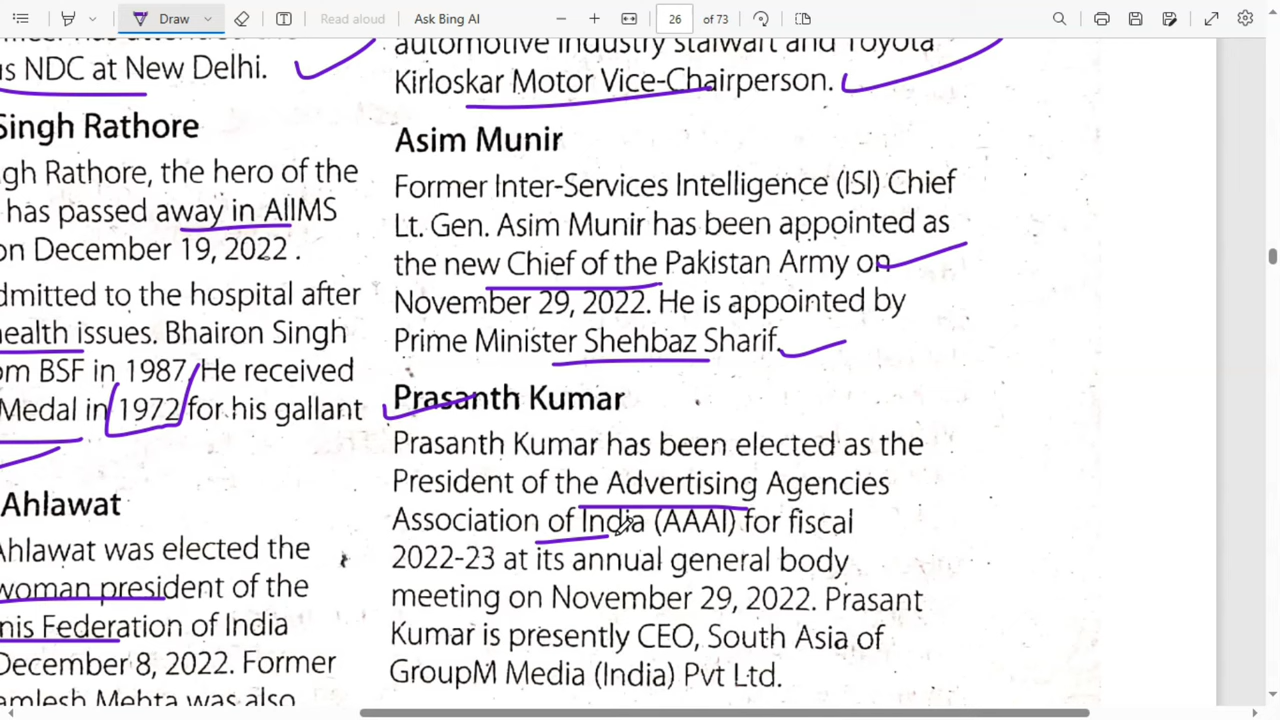 Draw
Read aloud
Ask Bing AI
26 of 73
us NDC at New Delhi.
Singh Rathore
gh Rathore, the hero of the
has passed away in AIIMS
on December 19, 2022 .
dmitted to the hospital after
health issues. Bhairon Singh
om BSF in 1987. He received
Medal in 1972 for his gallant
Ahlawat
Ahlawat was elected the
woman president of the
nis Federation of India
December 8, 2022. Former
amlesh Mehta was also
automotive industry stalwart and Toyota
Kirloskar Motor Vice-Chairperson.
Asim Munir
Former Inter-Services Intelligence (ISI) Chief
Lt. Gen. Asim Munir has been appointed as
the new Chief of the Pakistan Army on
November 29, 2022. He is appointed by
Prime Minister Shehbaz Sharif.
Prasanth Kumar
Prasanth Kumar has been elected as the
President of the Advertising Agencies
Association of India (AAAI) for fiscal
2022-23 at its annual general body
meeting on November 29, 2022. Prasant
Kumar is presently CEO, South Asia of
GroupM Media (India) Pvt Ltd.